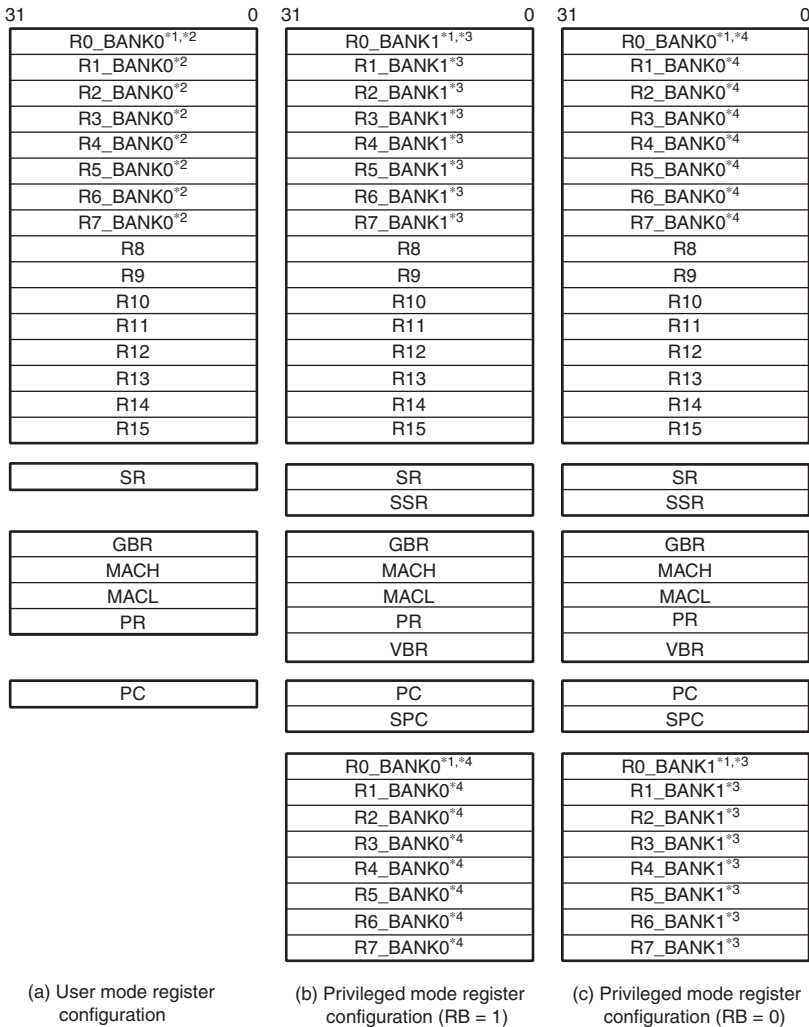 31 0
R0_BANK0*1,*2
R1_BANK0*2
R2_BANK0*2
R3_BANK0*2
R4_BANK0*2
R5_BANK0*2
R6_BANK0*2
R7_BANK0*2
R8
R9
R10
R11
R12
R13
R14
R15
SR
GBR
MACH
MACL
PR
PC
(a) User mode register
configuration
31 0
R0_BANK1*1,*3
R1_BANK1*3
R2_BANK1*3
R3_BANK1*3
R4_BANK1*3
R5_BANK1*3
R6_BANK1*3
R7_BANK1*3
R8
R9
R10
R11
R12
R13
R14
R15
SR
SSR
GBR
MACH
MACL
PR
VBR
PC
SPC
R0_BANK0*1,*4
R1_BANK0*4
R2_BANK0*4
R3_BANK0*4
R4_BANK0*4
R5_BANK0*4
R6_BANK0*4
R7_BANK0*4
(b) Privileged mode register
configuration (RB = 1)
31 0
R0_BANK0*1,*4
R1_BANK0*4
R2_BANK0*4
R3_BANK0*4
R4_BANK0*4
R5_BANK0*4
R6_BANK0*4
R7_BANK0*4
R8
R9
R10
R11
R12
R13
R14
R15
SR
SSR
GBR
MACH
MACL
PR
VBR
PC
SPC
R0_BANK1*1,*3
R1_BANK1*3
R2_BANK1*3
R3_BANK1*3
R4_BANK1*3
R5_BANK1*3
R6_BANK1*3
R7_BANK1*3
(c) Privileged mode register
configuration (RB = 0)